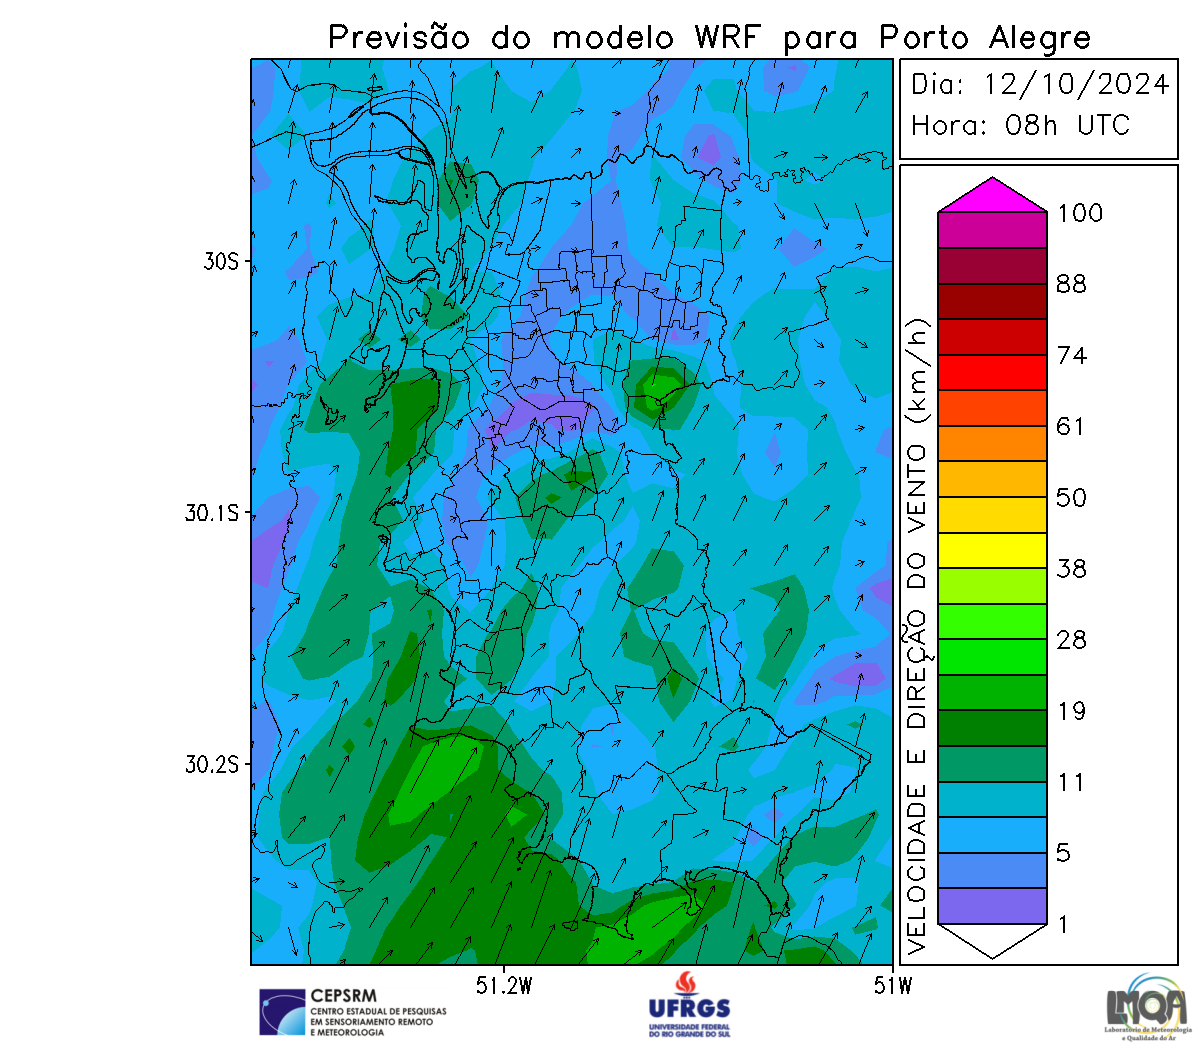 Previsão do modelo WRF para Porto Alegre
Dia: 12/10/2024
Hora: 08h UTC
VELOCIDADE E DIREÇÃO DO VENTO (km/h)
100
88
74
61
50
38
28
19
11
5
1
30S
30.1S
30.2S
51.2W
51W
CEPSRM
CENTRO ESTADUAL DE PESQUISAS
EM SENSORIAMENTO REMOTO
E METEOROLOGIA
UFRGS
UNIVERSIDADE FEDERAL
DO RIO GRANDE DO SUL
LMQA
Laboratório de Meteorologia
e Qualidade do Ar